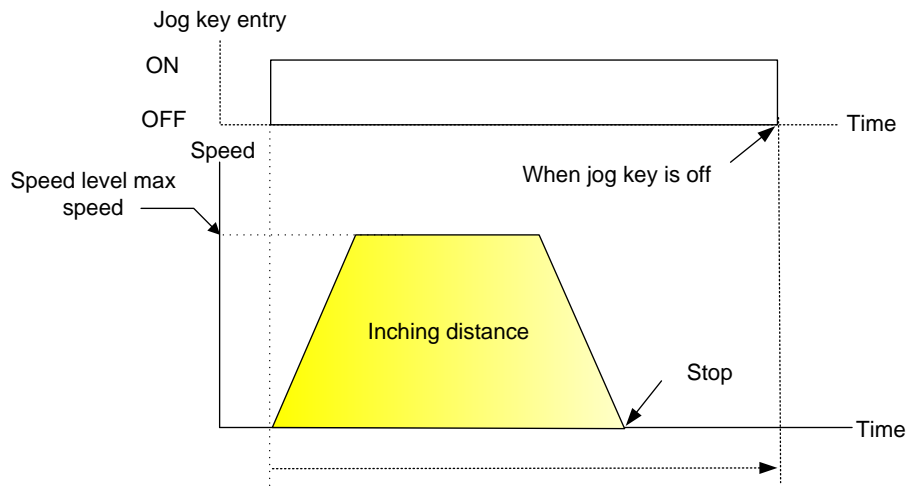 Jog key entry
ON
OFF
Time
Speed
When jog key is off
Speed level max
speed
Inching distance
Stop
Time